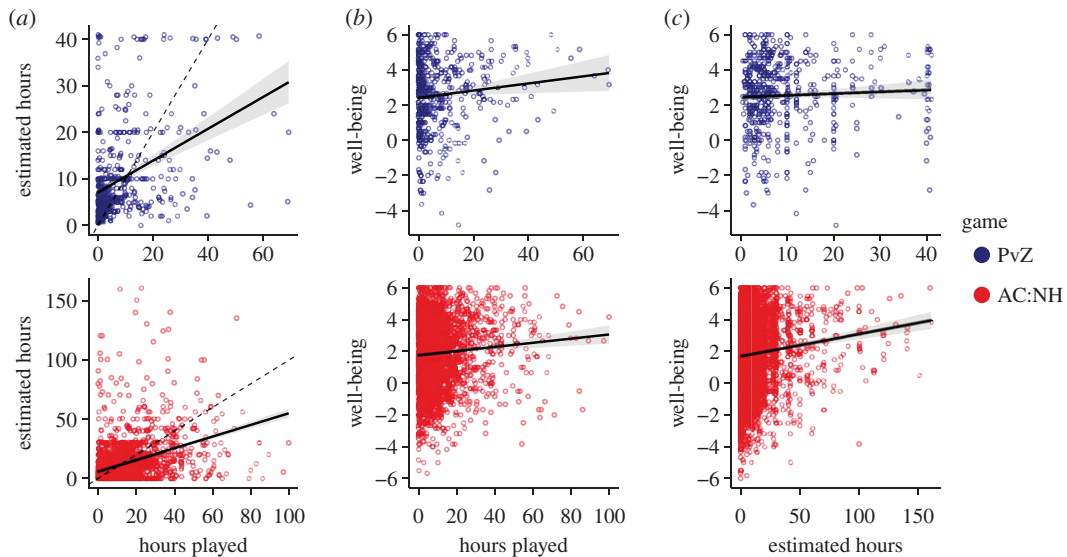 (a)
(b)
(c)
estimated hours
40
30
20
10
0
0 20 40 60
well-being
6
4
2
0
−2
−4
0 20 40 60
well-being
6
4
2
0
−2
−4
0 10 20 30 40
game
PvZ
AC:NH
estimated hours
150
100
50
0
0 20 40 60 80 100
hours played
well-being
6
4
2
0
−2
−4
−6
0 20 40 60 80 100
hours played
well-being
6
4
2
0
−2
−4
−6
0 50 100 150
estimated hours